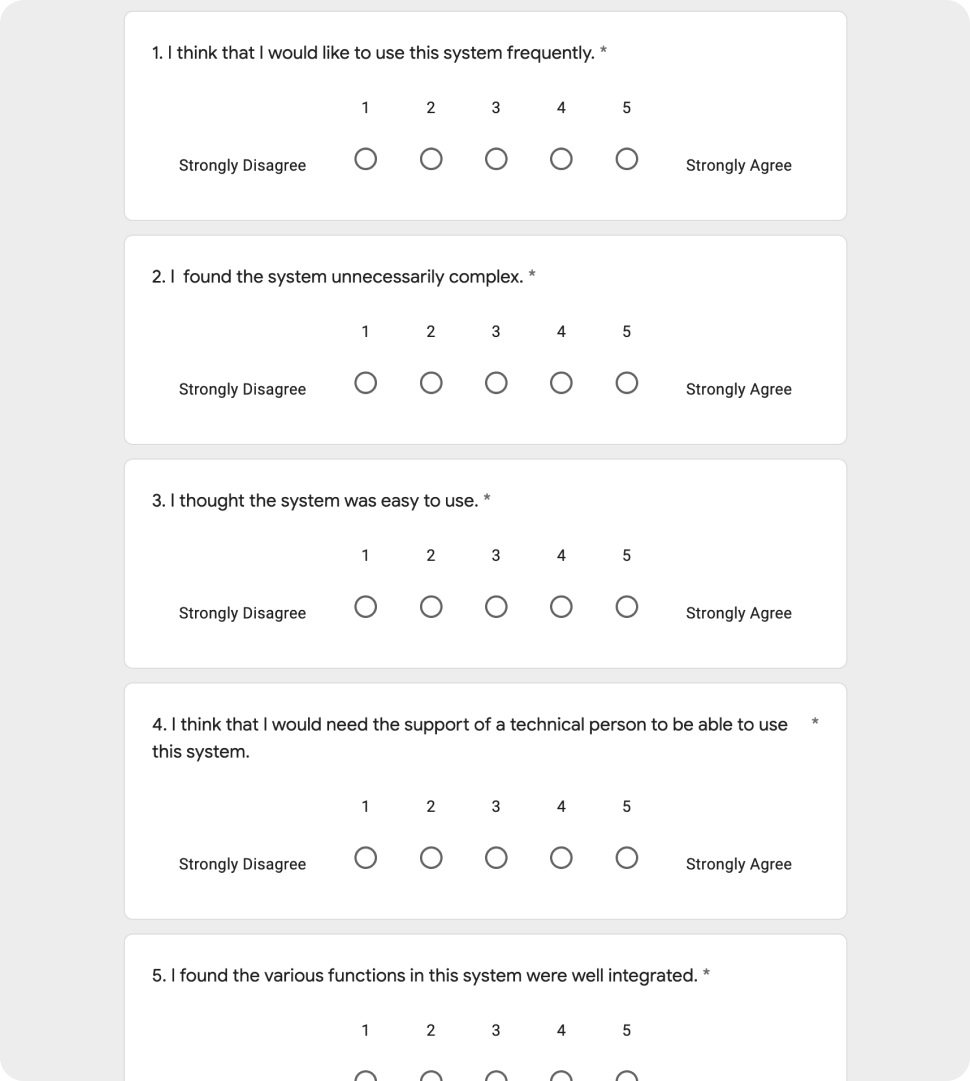 1. I think that I would like to use this system frequently. *
1 2 3 4 5
Strongly Disagree Strongly Agree
2. I  found the system unnecessarily complex. *
1 2 3 4 5
Strongly Disagree Strongly Agree
3. I thought the system was easy to use. *
1 2 3 4 5
Strongly Disagree Strongly Agree
4. I think that I would need the support of a technical person to be able to use *
this system.
1 2 3 4 5
Strongly Disagree Strongly Agree
5. I found the various functions in this system were well integrated. *
1 2 3 4 5